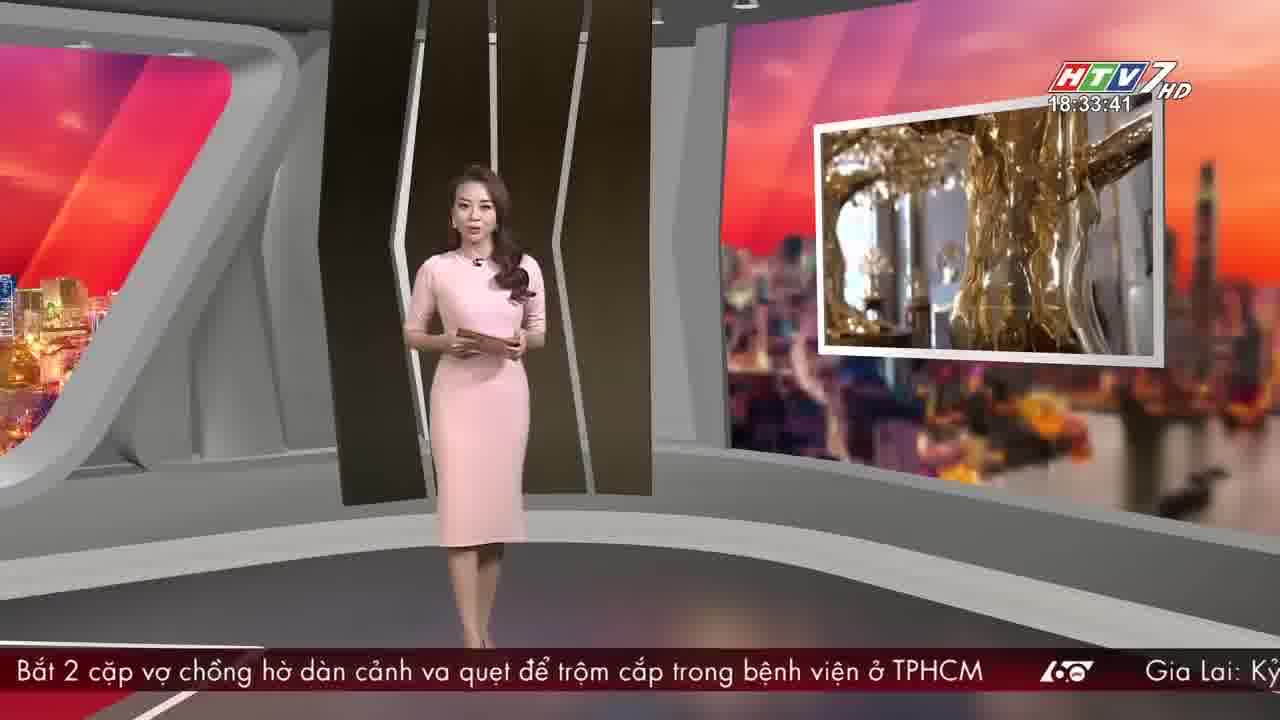 HTV7
HD
18:33:41
Bắt 2 cặp vợ chồng hờ dàn cảnh va quẹt để trộm cắp trong bệnh viện ở TPHCM
Gia Lai: Kỷ